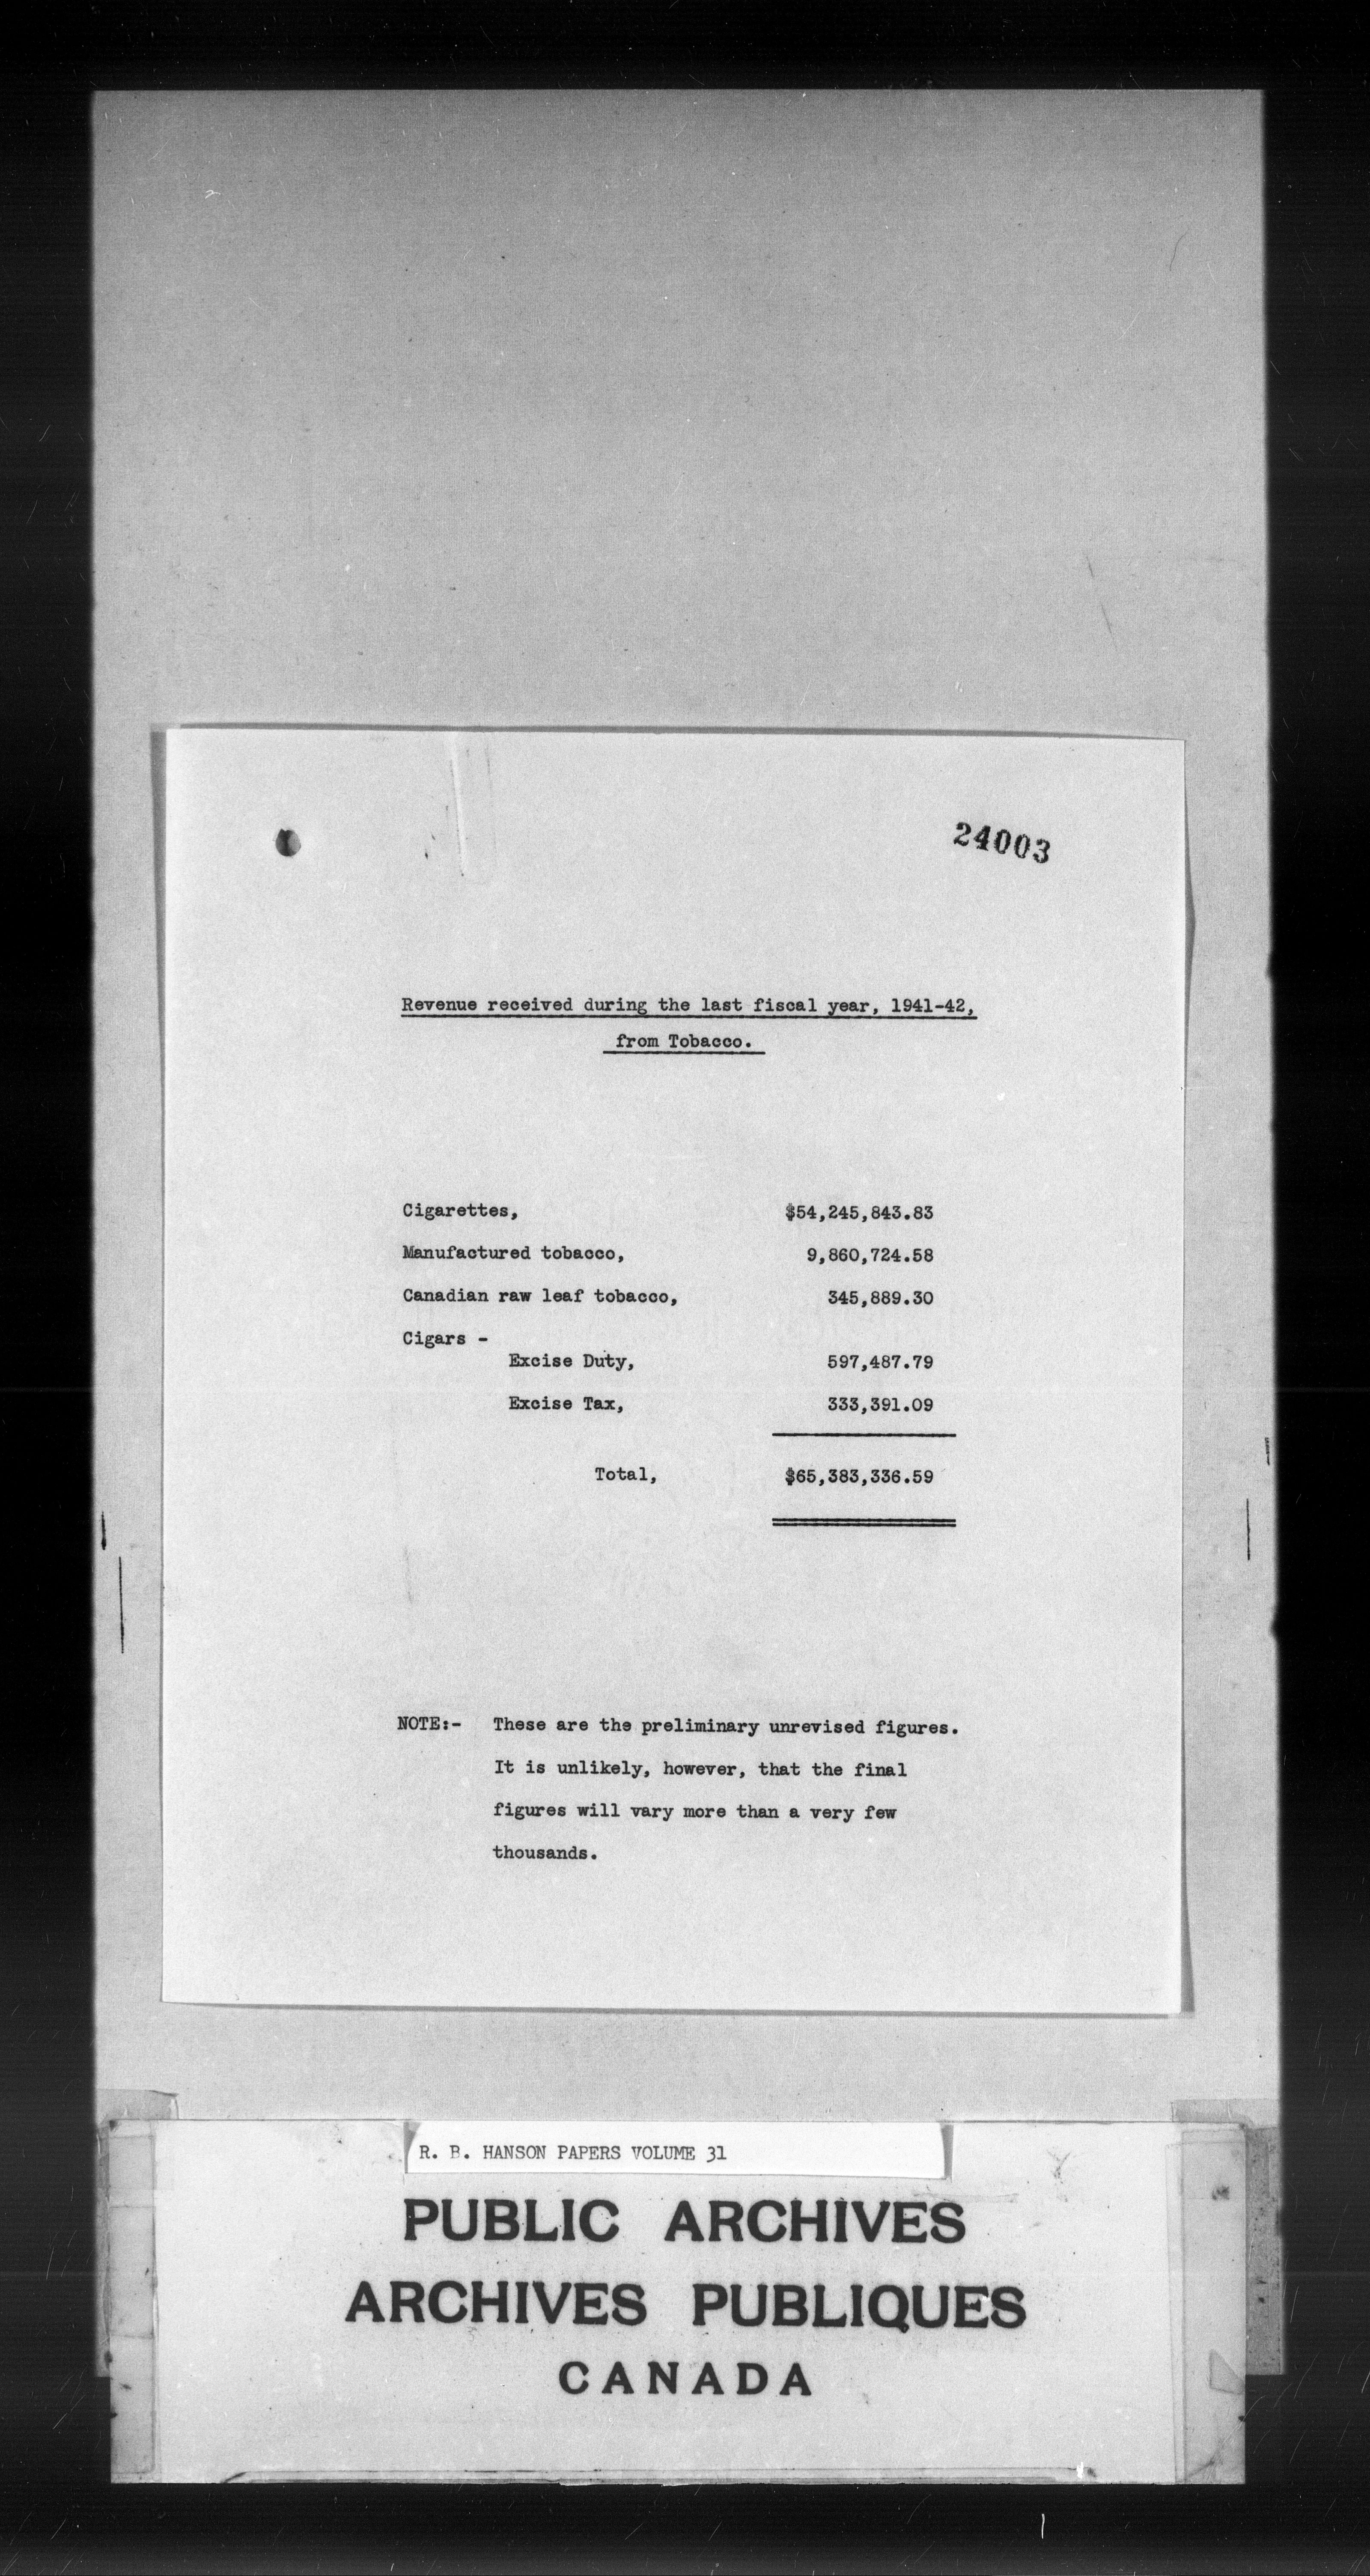 24003
Revenue received during the last fiscal year, 1941-42,
from Tobacco.
Cigarettes, $54,245,843.83
Manufactured tobacco, 9,860,724.58
Canadian raw leaf tobacco, 345,889.30
Cigars -
Excise Duty, 597,487.79
Excise Tax, 333,391.09
Total, $65,383,336.59
NOTE:- These are the preliminary unrevised figures.
It is unlikely, however, that the final
figures will vary more than a very few
thousands.
R. B. HANSON PAPERS VOLUME 31
PUBLIC ARCHIVES
ARCHIVES PUBLIQUES
CANADA